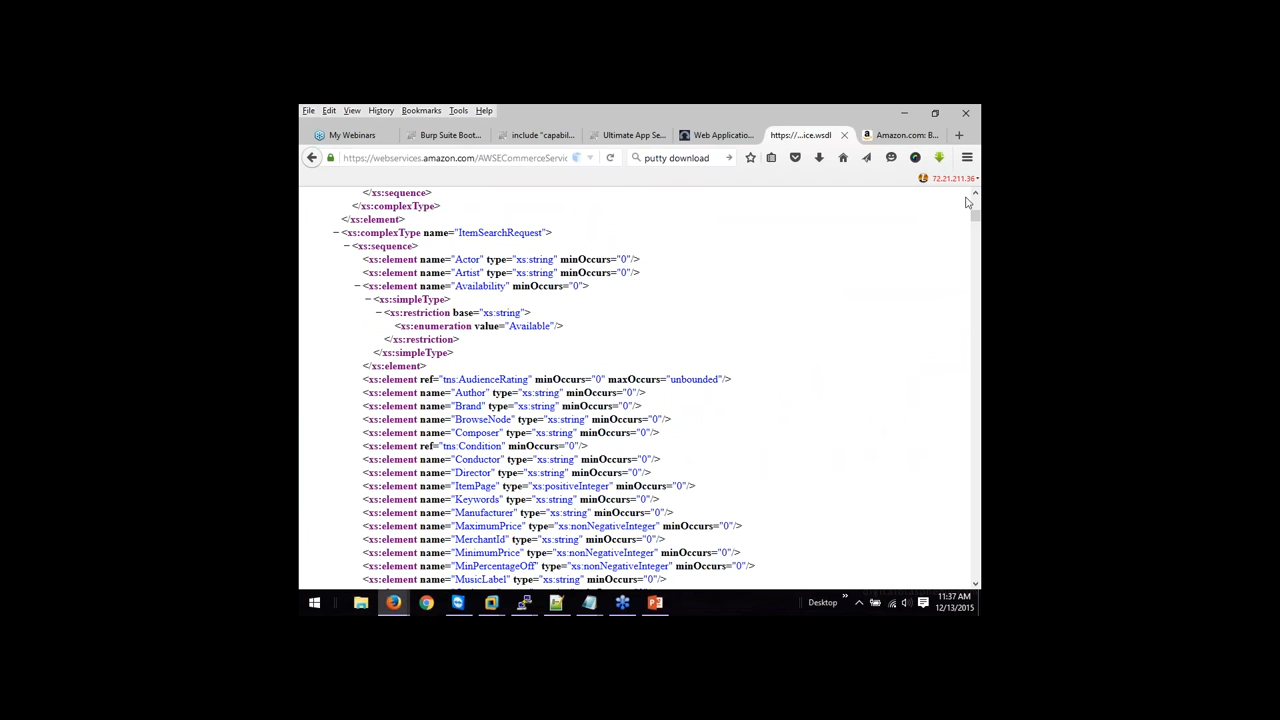 File Edit View History Bookmarks Tools Help
My Webinars Burp Suite Boot... include "capabil... Ultimate App Se... Web Applicatio... https:/...ice.wsdl Amazon.com: B...
https://webservices.amazon.com/AWSECommerceServic putty download
72.21.211.36
</xs:sequence>
</xs:complexType>
</xs:element>
− <xs:complexType name="ItemSearchRequest">
− <xs:sequence>
<xs:element name="Actor" type="xs:string" minOccurs="0"/>
<xs:element name="Artist" type="xs:string" minOccurs="0"/>
− <xs:element name="Availability" minOccurs="0">
− <xs:simpleType>
− <xs:restriction base="xs:string">
<xs:enumeration value="Available"/>
</xs:restriction>
</xs:simpleType>
</xs:element>
<xs:element ref="tns:AudienceRating" minOccurs="0" maxOccurs="unbounded"/>
<xs:element name="Author" type="xs:string" minOccurs="0"/>
<xs:element name="Brand" type="xs:string" minOccurs="0"/>
<xs:element name="BrowseNode" type="xs:string" minOccurs="0"/>
<xs:element name="Composer" type="xs:string" minOccurs="0"/>
<xs:element ref="tns:Condition" minOccurs="0"/>
<xs:element name="Conductor" type="xs:string" minOccurs="0"/>
<xs:element name="Director" type="xs:string" minOccurs="0"/>
<xs:element name="ItemPage" type="xs:positiveInteger" minOccurs="0"/>
<xs:element name="Keywords" type="xs:string" minOccurs="0"/>
<xs:element name="Manufacturer" type="xs:string" minOccurs="0"/>
<xs:element name="MaximumPrice" type="xs:nonNegativeInteger" minOccurs="0"/>
<xs:element name="MerchantId" type="xs:string" minOccurs="0"/>
<xs:element name="MinimumPrice" type="xs:nonNegativeInteger" minOccurs="0"/>
<xs:element name="MinPercentageOff" type="xs:nonNegativeInteger" minOccurs="0"/>
<xs:element name="MusicLabel" type="xs:string" minOccurs="0"/>
Desktop 11:37 AM
12/13/2015